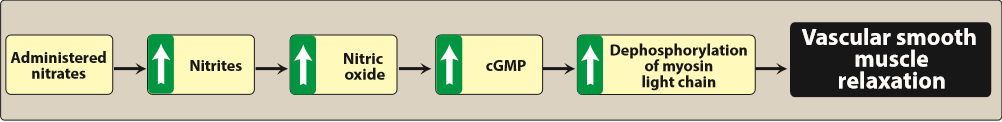 Administered
nitrates
Nitrites
Nitric
oxide
cGMP
Dephosphorylation
of myosin
light chain
Vascular smooth
muscle
relaxation